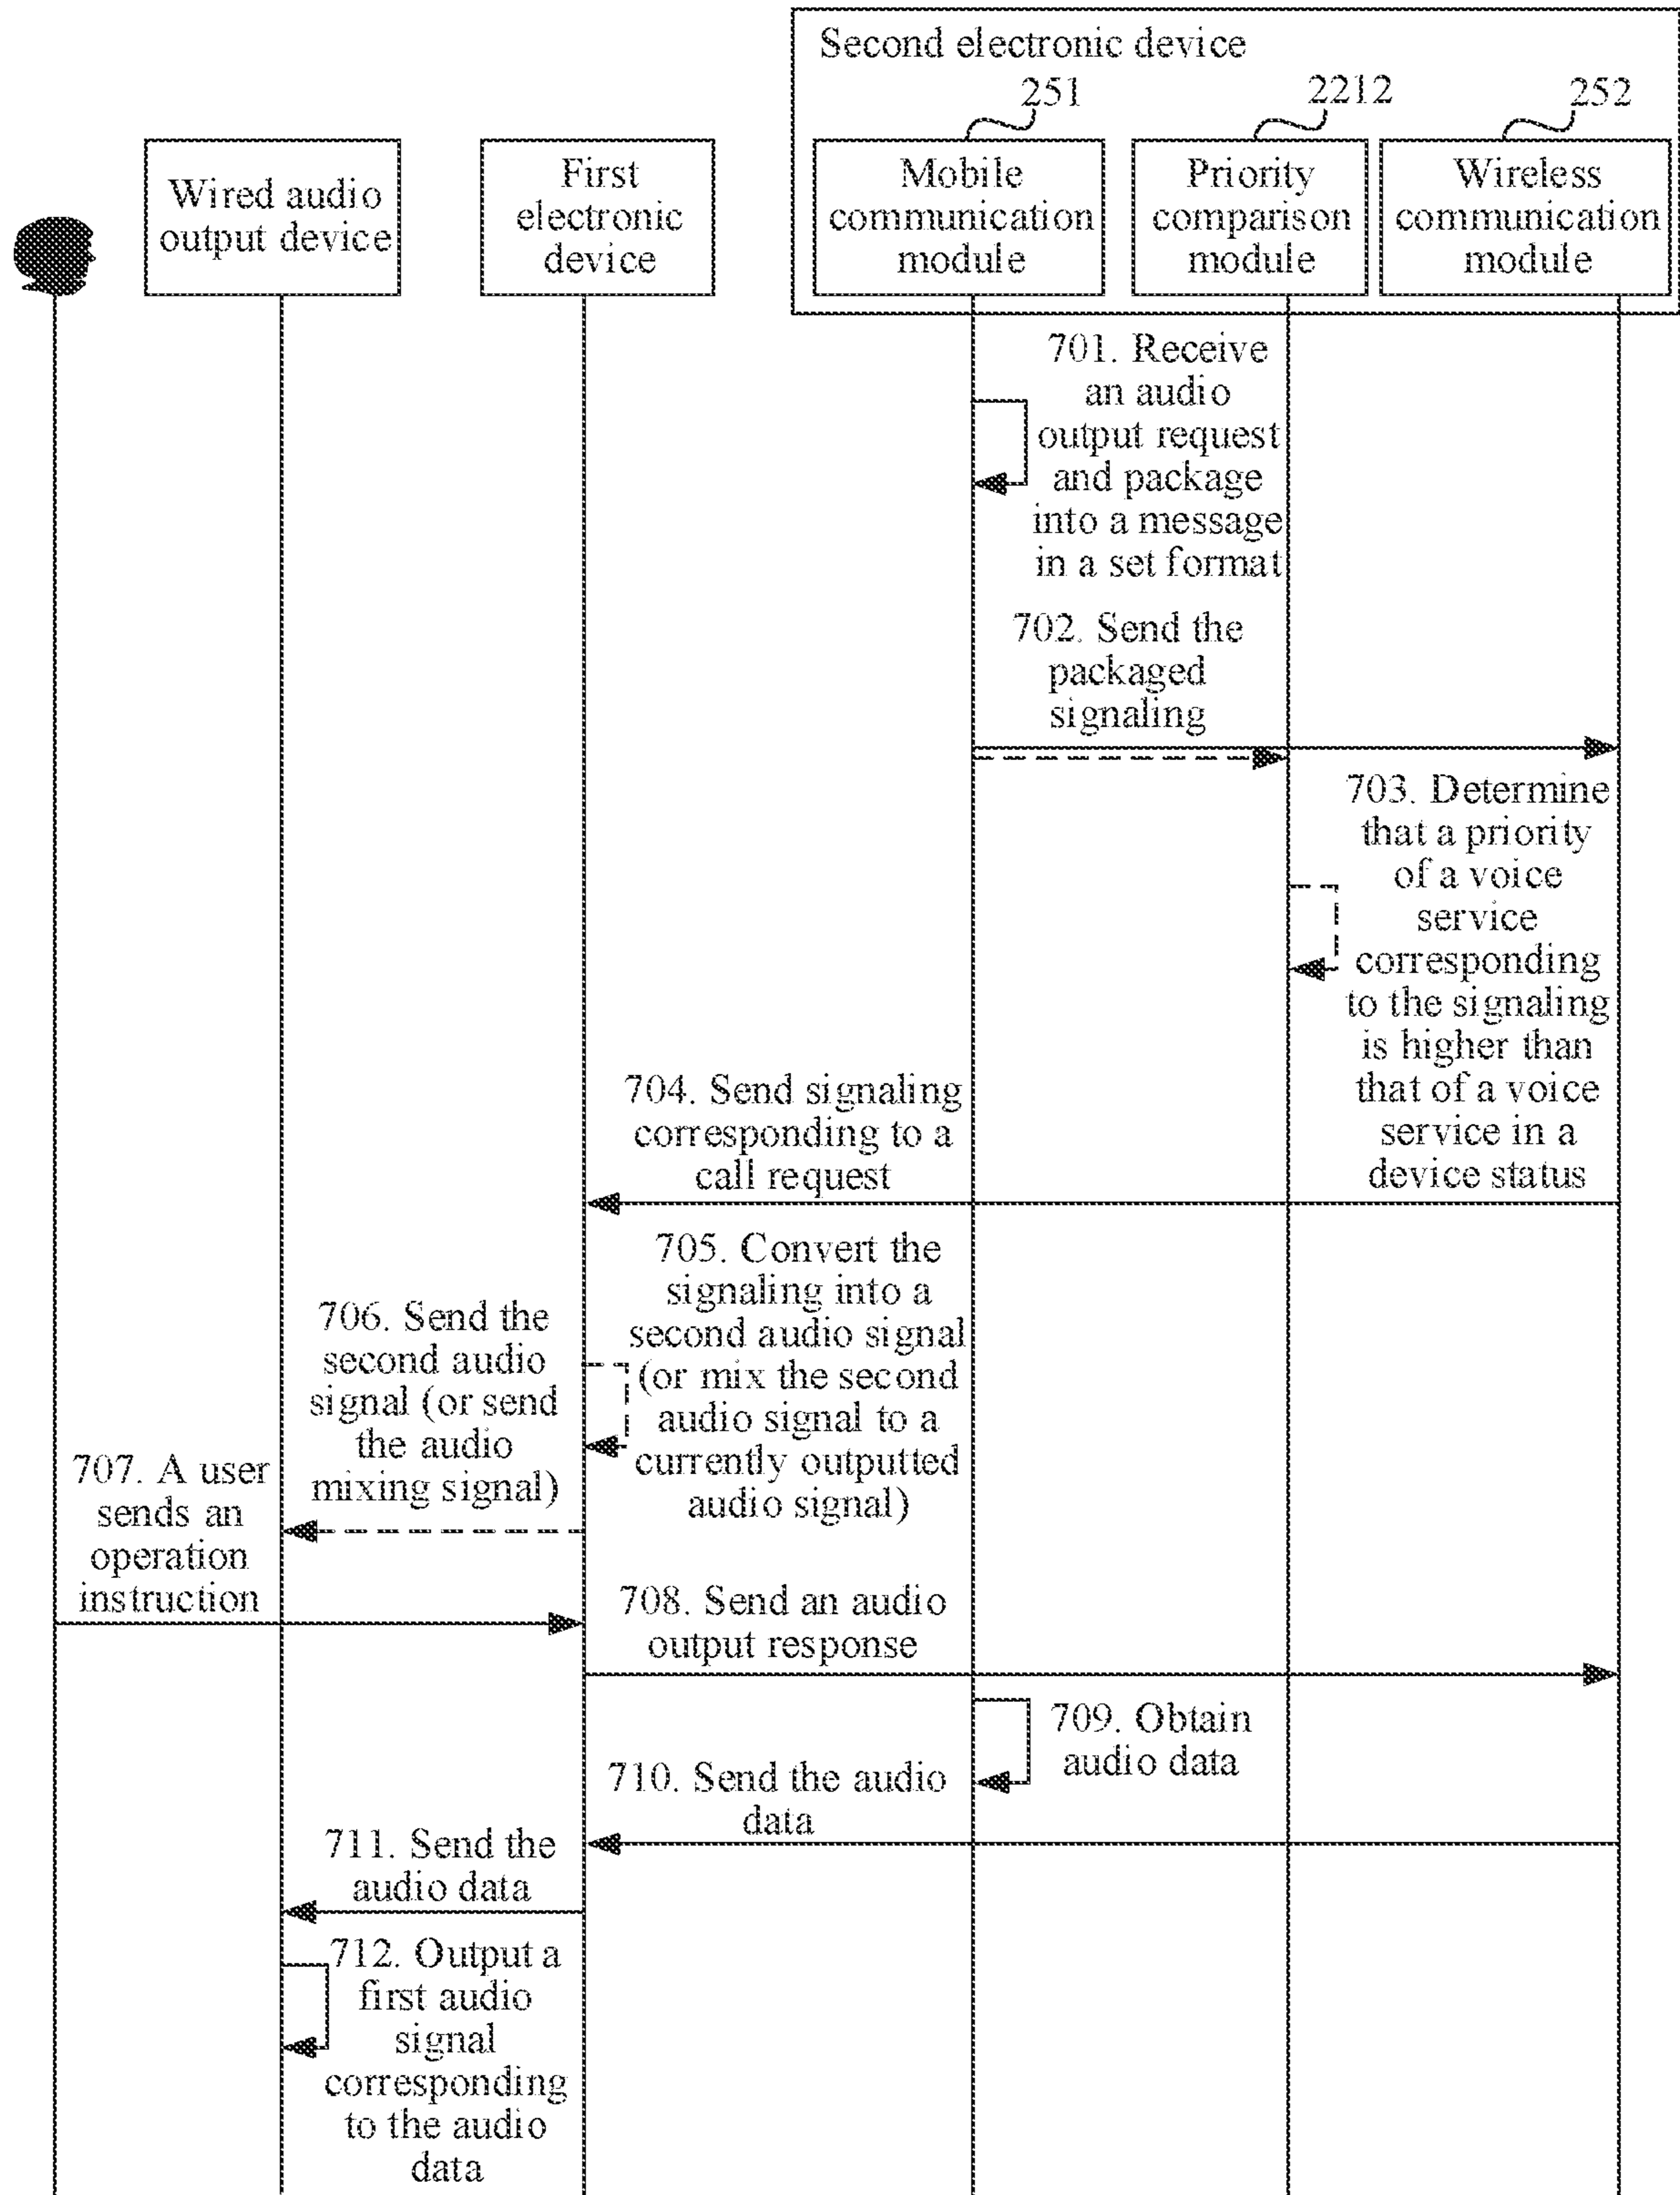 Second electronic device
251
2212
252
Wired audio
output device
First
electronic
device
Mobile
communication
module
Priority
comparison
module
Wireless
communication
module
701. Receive
an audio
output request
and package
into a message
in a set format
702. Send the
packaged
signaling
703. Determine
that a priority
of a voice
service
corresponding
to the signaling
is higher than
that of a voice
service in a
device status
704. Send signaling
corresponding to a
call request
705. Convert the
signaling into a
second audio signal
(or mix the second
audio signal to a
currently outputted
audio signal)
706. Send the
second audio
signal (or send
the audio
mixing signal)
707. A user
sends an
operation
instruction
708. Send an audio
output response
709. Obtain
audio data
710. Send the audio
data
711. Send the
audio data
712. Output a
first audio
signal
corresponding
to the audio
data